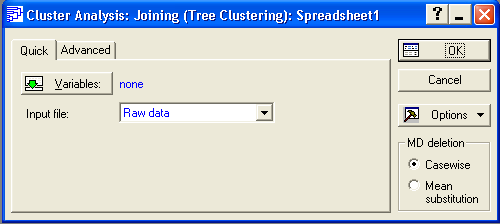 Cluster Analysis: Joining (Tree Clustering): Spreadsheet1
Quick Advanced
Variables: none
Input file: Raw data
OK
Cancel
Options
MD deletion
Casewise
Mean
substitution